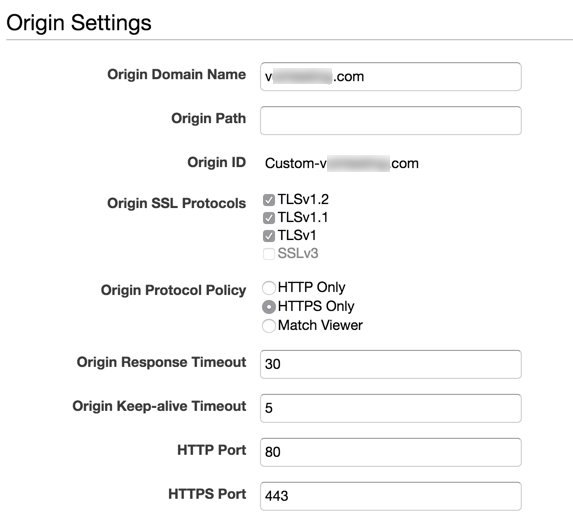 Origin Settings
Origin Domain Name v .com
Origin Path
Origin ID Custom-v .com
Origin SSL Protocols TLSv1.2
TLSv1.1
TLSv1
SSLv3
Origin Protocol Policy HTTP Only
HTTPS Only
Match Viewer
Origin Response Timeout 30
Origin Keep-alive Timeout 5
HTTP Port 80
HTTPS Port 443